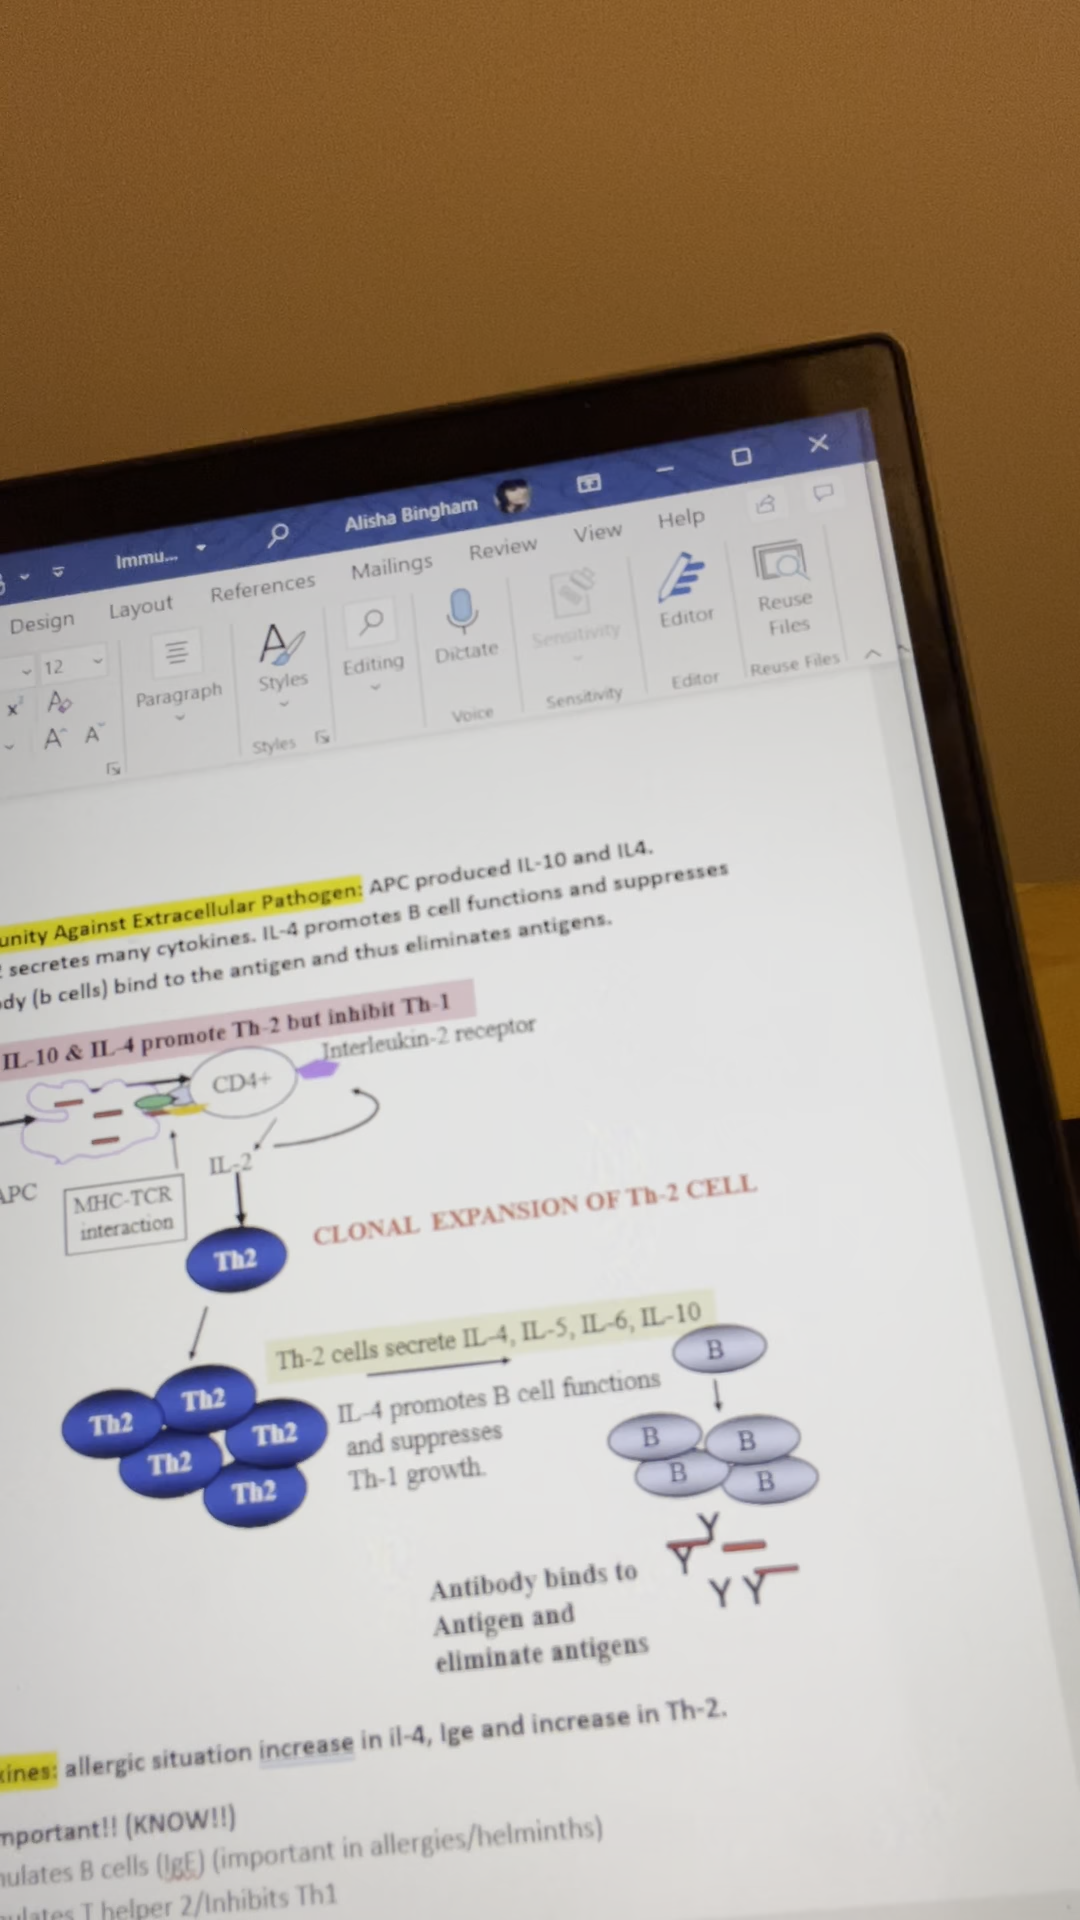 Immu... Alisha Bingham
Design Layout References Mailings Review View Help
12
Paragraph
Styles
Editing
Dictate
Sensitivity
Editor
Reuse
Files
Styles
Voice
Sensitivity
Editor
Reuse Files
unity Against Extracellular Pathogen: APC produced IL-10 and IL4.
secretes many cytokines. IL-4 promotes B cell functions and suppresses
dy (b cells) bind to the antigen and thus eliminates antigens.
IL-10 & IL-4 promote Th-2 but inhibit Th-1
Interleukin-2 receptor
CD4+
IL-2
APC
MHC-TCR
interaction
Th2
CLONAL EXPANSION OF Th-2 CELL
Th-2 cells secrete IL-4, IL-5, IL-6, IL-10
B
Th2
Th2
Th2
Th2
Th2
IL-4 promotes B cell functions
and suppresses
Th-1 growth.
B
B
B
B
Y
Y
Y Y
Antibody binds to
Antigen and
eliminate antigens
kines: allergic situation increase in il-4, Ige and increase in Th-2.
mportant!! (KNOW!!)
nulates B cells (IgE) (important in allergies/helminths)
ulates T helper 2/Inhibits Th1